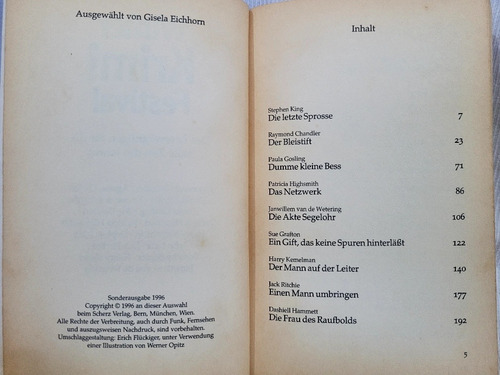 Ausgewählt von Gisela Eichhorn
Sonderausgabe 1996
Copyright © 1996 an dieser Auswahl
beim Scherz Verlag, Bern, München, Wien.
Alle Rechte der Verbreitung, auch durch Funk, Fernsehen
und auszugsweisen Nachdruck, sind vorbehalten.
Umschlaggestaltung: Erich Flückiger, unter Verwendung
einer Illustration von Werner Opitz
Inhalt
Stephen King
Die letzte Sprosse 7
Raymond Chandler
Der Bleistift 23
Paula Gosling
Dumme kleine Bess 71
Patricia Highsmith
Das Netzwerk 86
Janwillem van de Wetering
Die Akte Segelohr 106
Sue Grafton
Ein Gift, das keine Spuren hinterläßt 122
Harry Kemelman
Der Mann auf der Leiter 140
Jack Ritchie
Einen Mann umbringen 177
Dashiell Hammett
Die Frau des Raufbolds 192
5